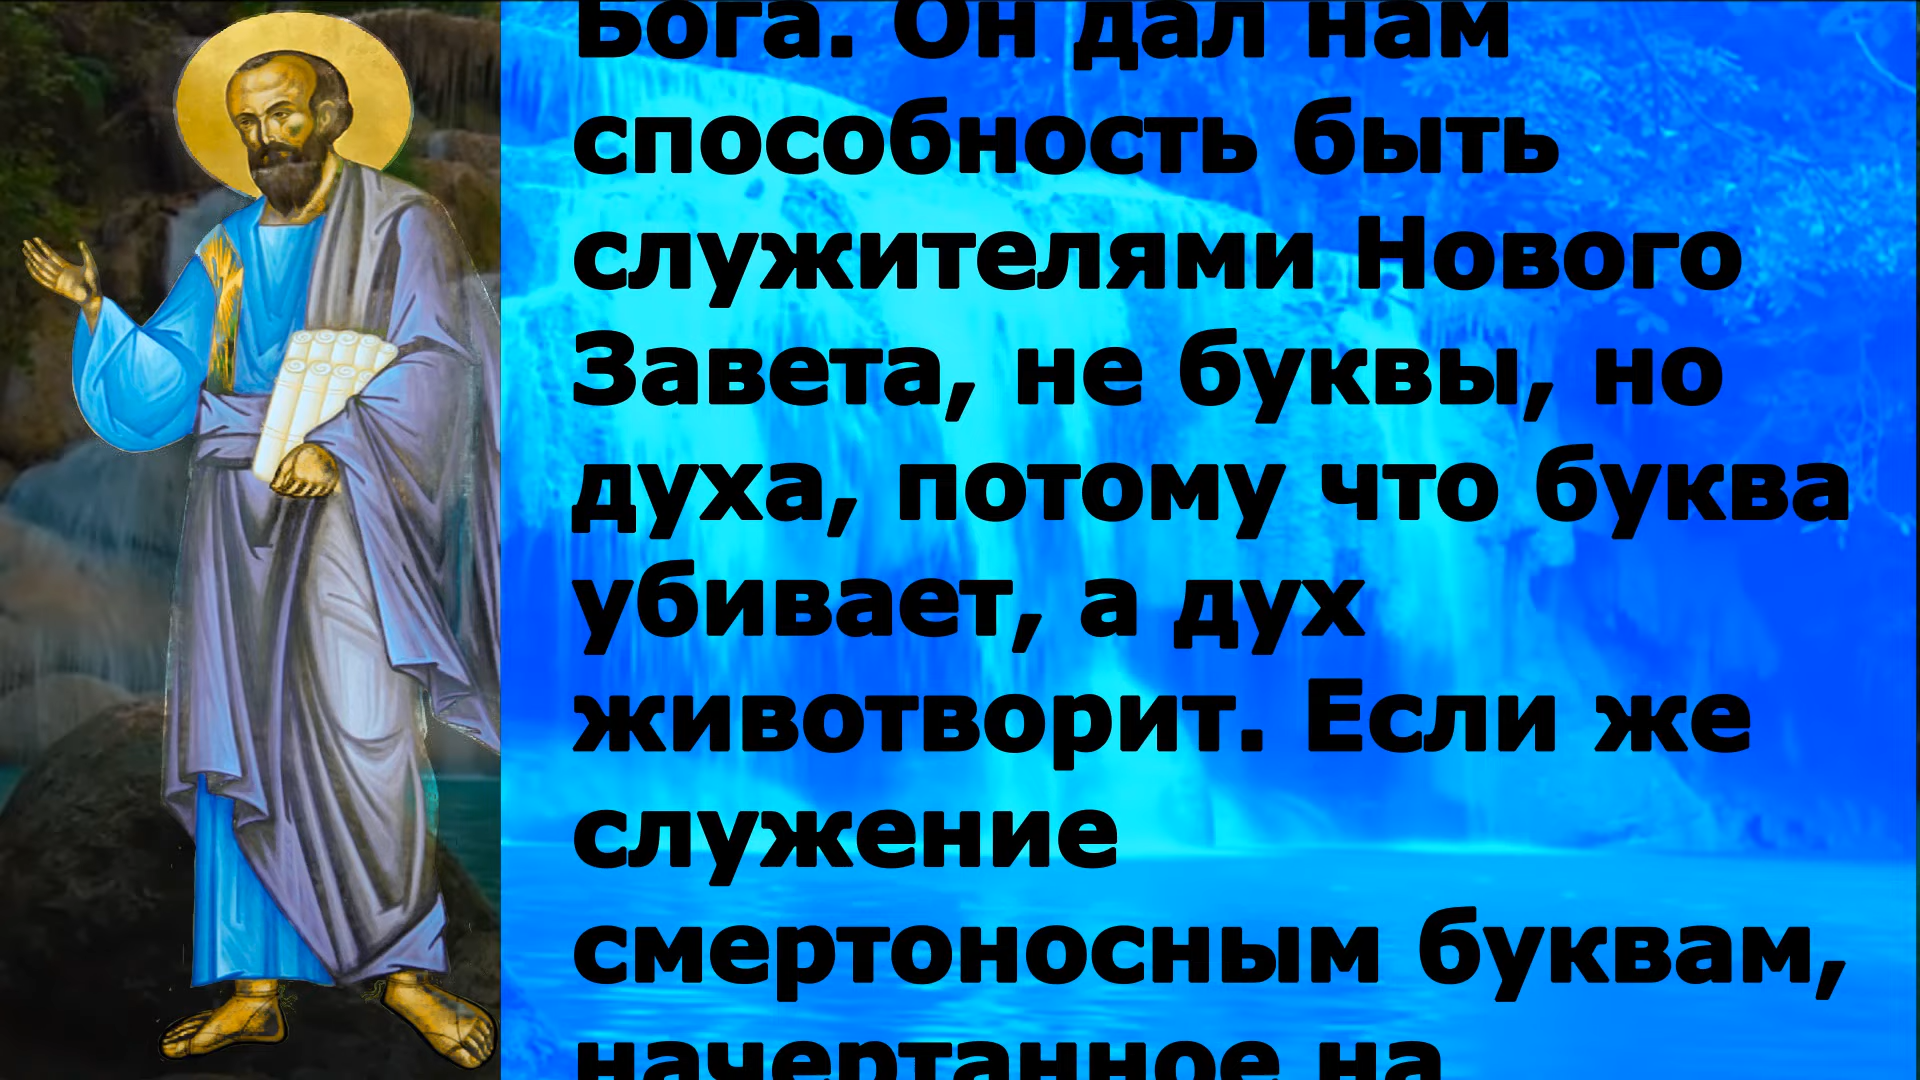 Бога. Он дал нам
способность быть
служителями Нового
Завета, не буквы, но
духа, потому что буква
убивает, а дух
животворит. Если же
служение
смертоносным буквам,
начертанное на